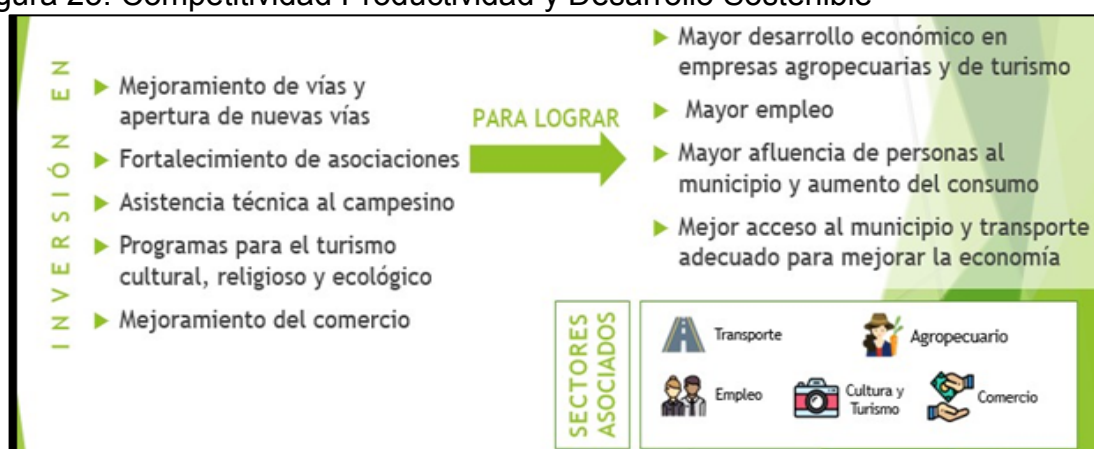 gura 25. Competitividad Productividad y Desarrollo Sostenible
INVERSIÓN EN
Mejoramiento de vías y
apertura de nuevas vías
Fortalecimiento de asociaciones
Asistencia técnica al campesino
Programas para el turismo
cultural, religioso y ecológico
Mejoramiento del comercio
PARA LOGRAR
Mayor desarrollo económico en
empresas agropecuarias y de turismo
Mayor empleo
Mayor afluencia de personas al
municipio y aumento del consumo
Mejor acceso al municipio y transporte
adecuado para mejorar la economía
SECTORES
ASOCIADOS
Transporte
Agropecuario
Empleo
Cultura y
Turismo
Comercio